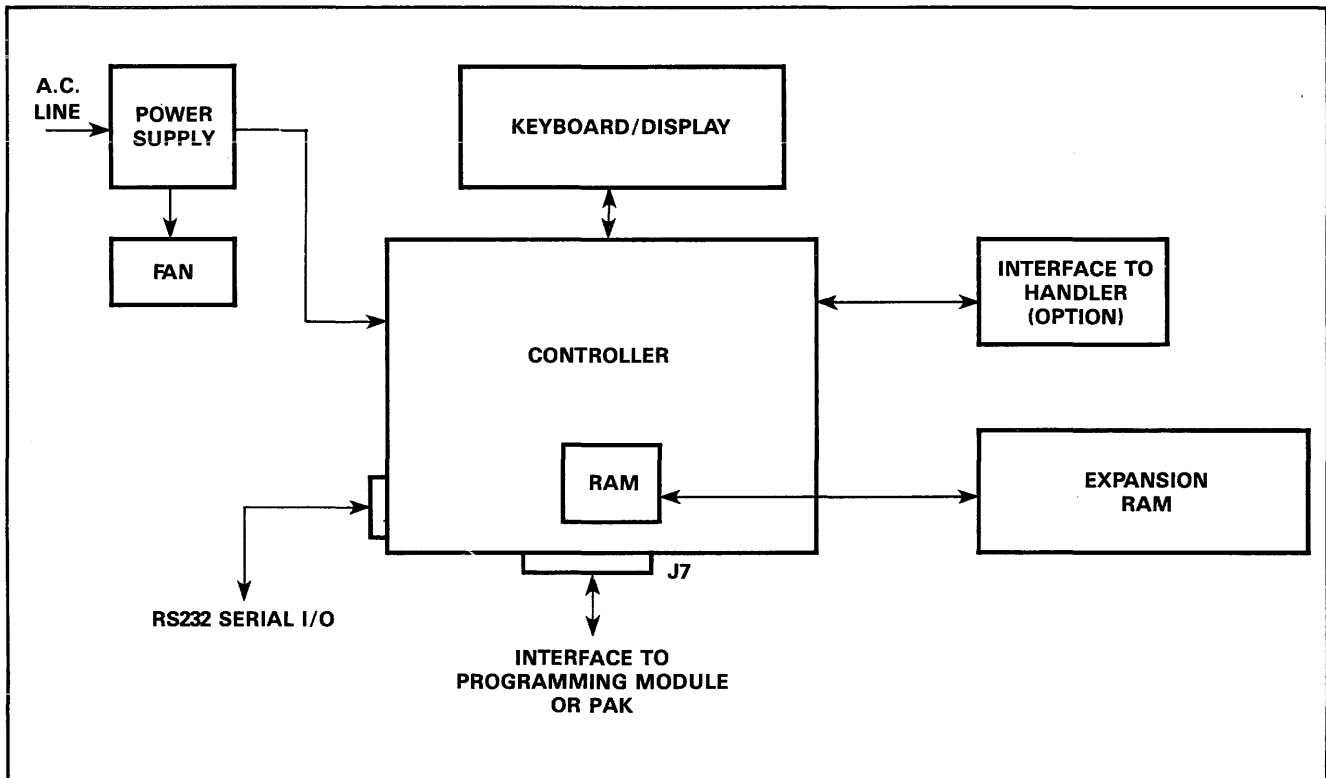 A.C.
LINE
POWER
SUPPLY
KEYBOARD/DISPLAY
FAN
INTERFACE TO
HANDLER
(OPTION)
CONTROLLER
RAM
EXPANSION
RAM
J7
RS232 SERIAL I/O
INTERFACE TO
PROGRAMMING MODULE
OR PAK